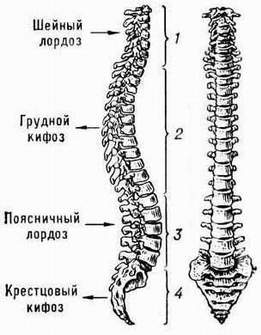 Шейный
лордоз
1
Грудной
кифоз
2
Поясничный
лордоз
3
Крестцовый
кифоз
4